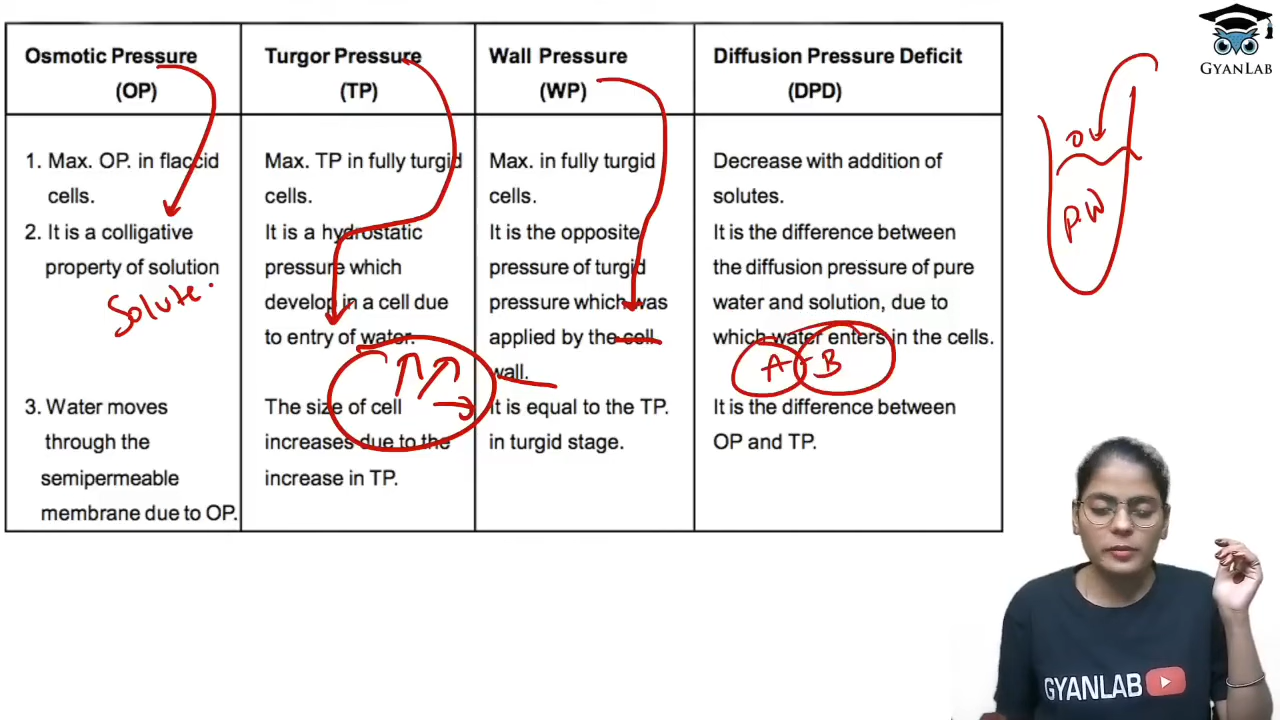 Osmotic Pressure
(OP)
Turgor Pressure
(TP)
Wall Pressure
(WP)
Diffusion Pressure Deficit
(DPD)
1. Max. OP. in flaccid
cells.
2. It is a colligative
property of solution
Solute.
3. Water moves
through the
semipermeable
membrane due to OP.
Max. TP in fully turgid
cells.
It is a hydrostatic
pressure which
develop in a cell due
to entry of water.
The size of cell
increases due to the
increase in TP.
Max. in fully turgid
cells.
It is the opposite
pressure of turgid
pressure which was
applied by the cell
wall.
It is equal to the TP.
in turgid stage.
Decrease with addition of
solutes.
It is the difference between
the diffusion pressure of pure
water and solution, due to
which water enters in the cells.
A - B
It is the difference between
OP and TP.
P.W
GYANLAB
GYANLAB